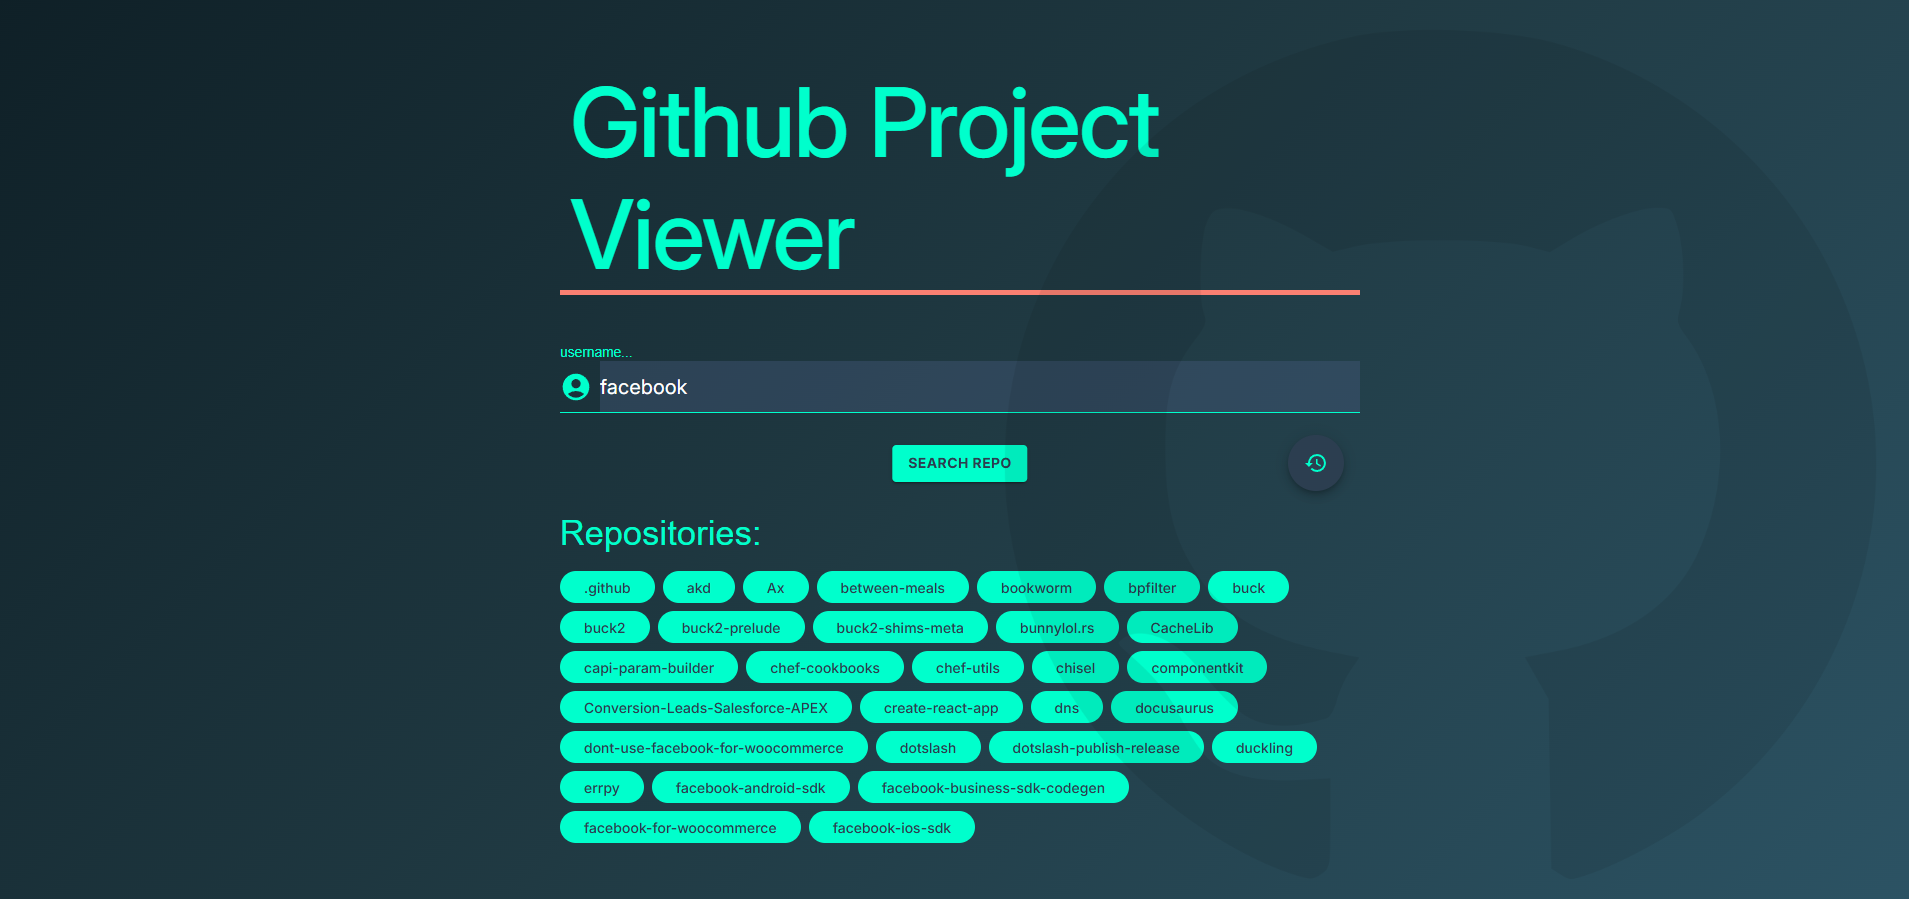 Github Project
Viewer
username...
facebook
SEARCH REPO
Repositories:
.github akd Ax between-meals bookworm bpfilter buck
buck2 buck2-prelude buck2-shims-meta bunnylol.rs CacheLib
capi-param-builder chef-cookbooks chef-utils chisel componentkit
Conversion-Leads-Salesforce-APEX create-react-app dns docusaurus
dont-use-facebook-for-woocommerce dotslash dotslash-publish-release duckling
errpy facebook-android-sdk facebook-business-sdk-codegen
facebook-for-woocommerce facebook-ios-sdk